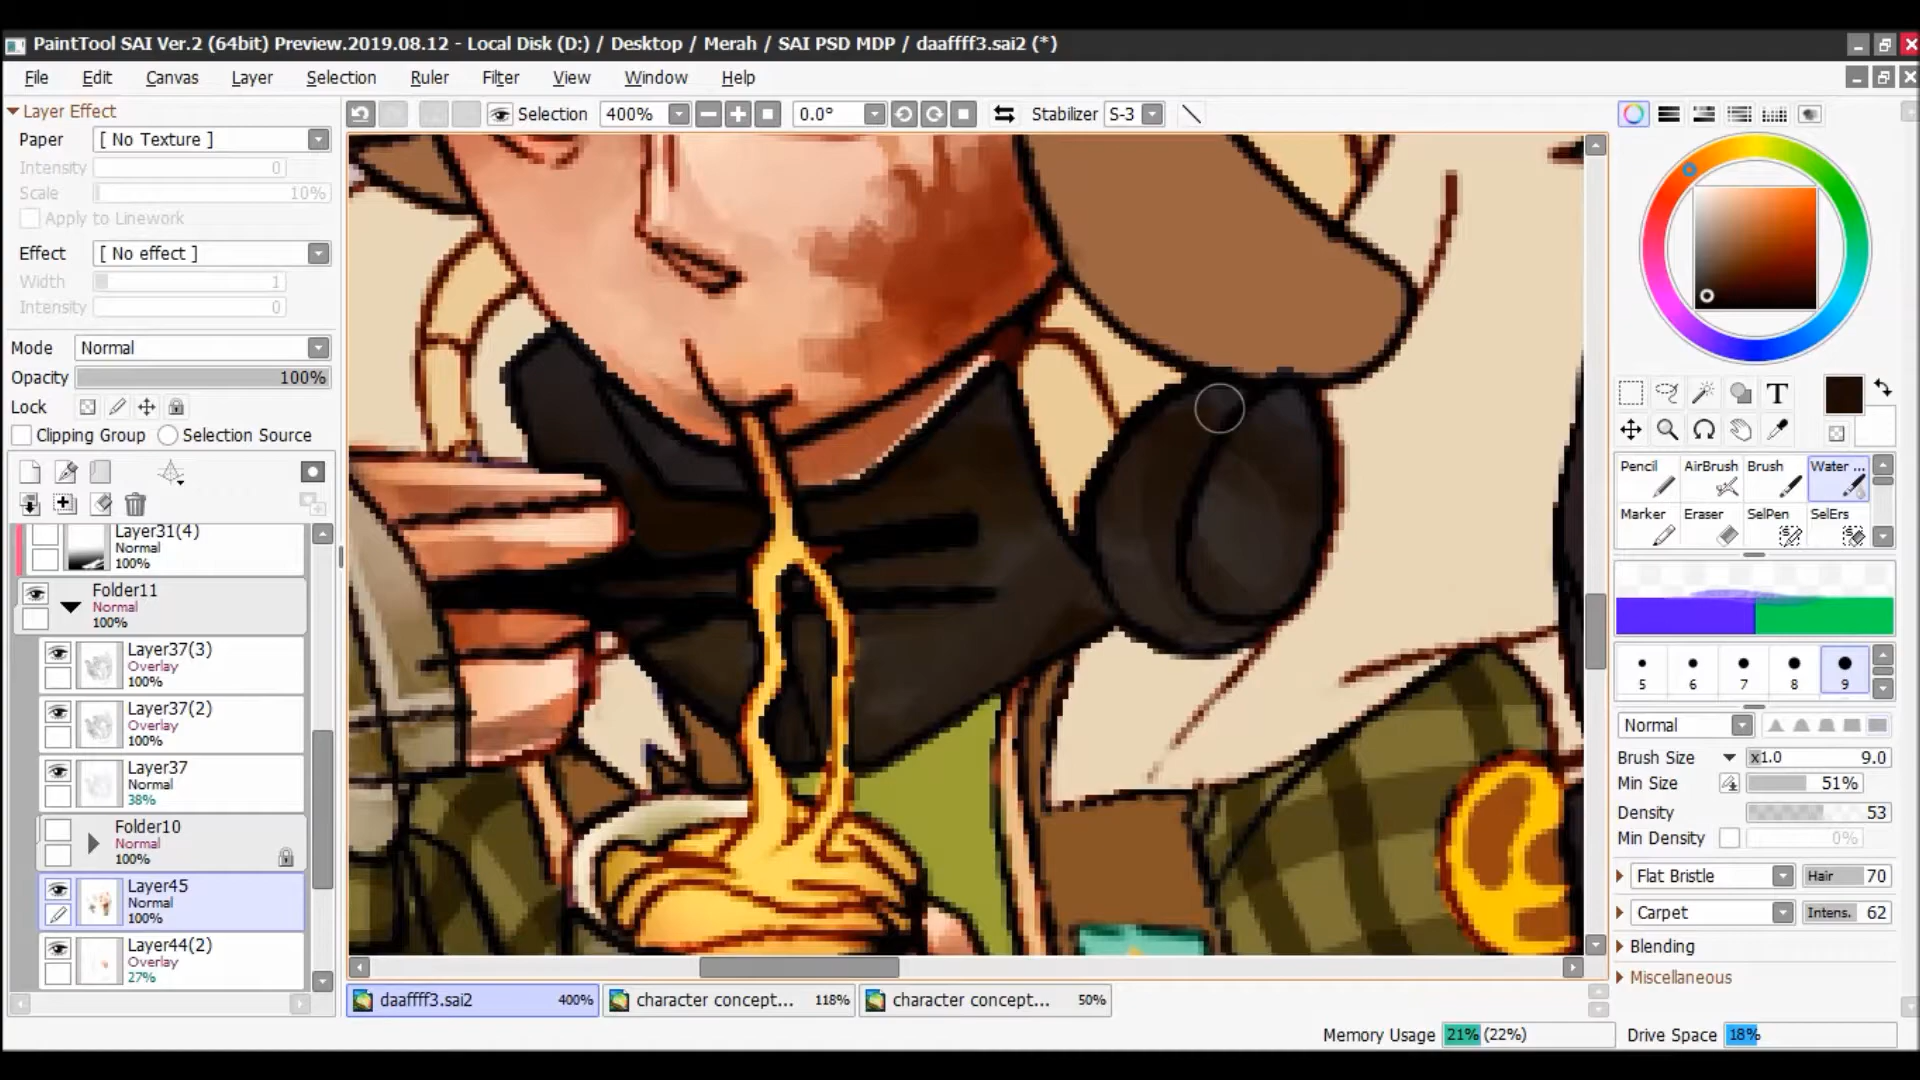 PaintTool SAI Ver.2 (64bit) Preview.2019.08.12 - Local Disk (D:) / Desktop / Merah / SAI PSD MDP / daaffff3.sai2 (*)
File Edit Canvas Layer Selection Ruler Filter View Window Help
Selection 400% 0.0° Stabilizer S-3
Layer Effect
Paper [ No Texture ]
Intensity 0
Scale 10%
Apply to Linework
Effect [ No effect ]
Width 1
Intensity 0
Mode Normal
Opacity 100%
Lock
Clipping Group Selection Source
Layer31(4)
Normal
100%
Folder11
Normal
100%
Layer37(3)
Overlay
100%
Layer37(2)
Overlay
100%
Layer37
Normal
38%
Folder10
Normal
100%
Layer45
Normal
100%
Layer44(2)
Overlay
27%
T
Pencil AirBrush Brush Water ...
Marker Eraser SelPen SelErs
5 6 7 8 9
Normal
Brush Size x1.0 9.0
Min Size 51%
Density 53
Min Density 0%
Flat Bristle Hair 70
Carpet Intens. 62
Blending
Miscellaneous
daaffff3.sai2 400% character concept... 118% character concept... 50%
Memory Usage 21% (22%) Drive Space 18%